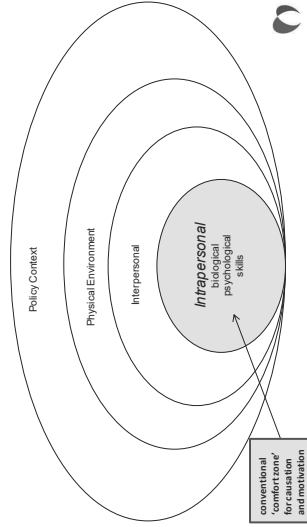 Policy Context
Physical Environment
Interpersonal
Intrapersonal
biological
psychological
skills
conventional
'comfort zone'
for causation
and motivation